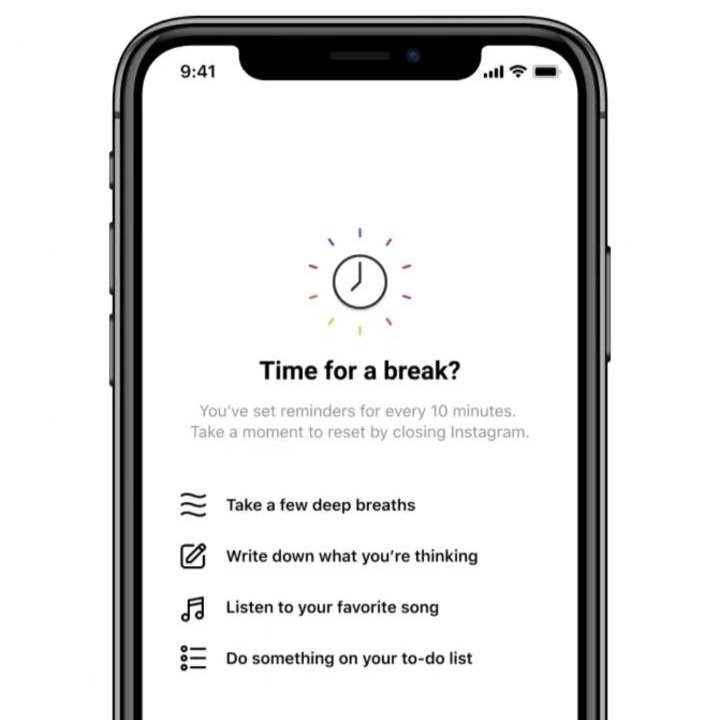 9:41
Time for a break?
You've set reminders for every 10 minutes.
Take a moment to reset by closing Instagram.
Take a few deep breaths
Write down what you're thinking
Listen to your favorite song
Do something on your to-do list